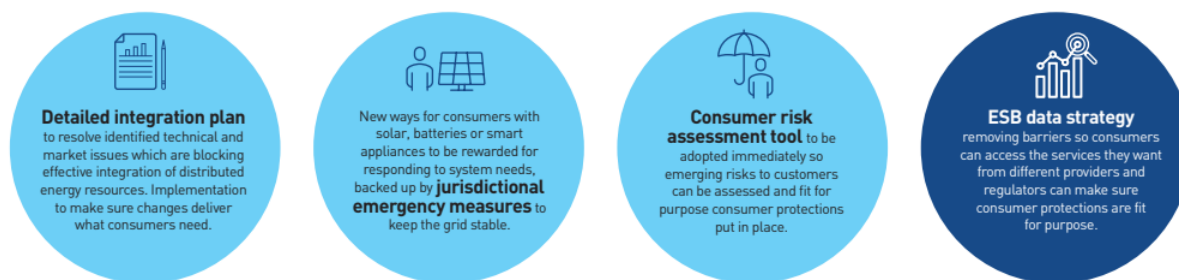 Detailed integration plan
to resolve identified technical and
market issues which are blocking
effective integration of distributed
energy resources. Implementation
to make sure changes deliver
what consumers need.
New ways for consumers with
solar, batteries or smart
appliances to be rewarded for
responding to system needs,
backed up by jurisdictional
emergency measures to
keep the grid stable.
Consumer risk
assessment tool to be
adopted immediately so
emerging risks to customers
can be assessed and fit for
purpose consumer protections
put in place.
ESB data strategy
removing barriers so consumers
can access the services they want
from different providers and
regulators can make sure
consumer protections are fit
for purpose.